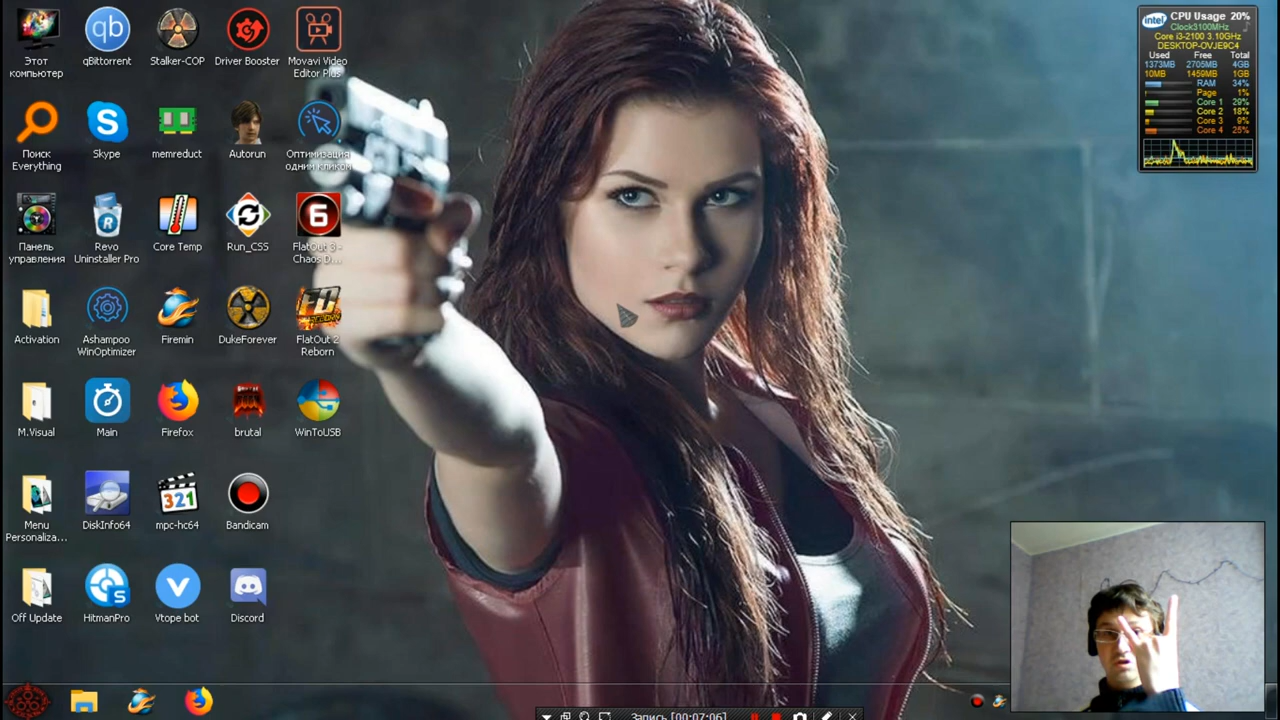 Этот
компьютер
qBittorrent
Stalker-COP
Driver Booster
Movavi Video
Editor Plus
Поиск
Everything
Skype
memreduct
Autorun
Оптимизация
одним кликом
Панель
управления
Revo
Uninstaller Pro
Core Temp
Run_CSS
FlatOut 3 -
Chaos D...
Activation
Ashampoo
WinOptimizer
Firemin
DukeForever
FlatOut 2
Reborn
M.Visual
Main
Firefox
brutal
WinToUSB
Menu
Personaliza...
DiskInfo64
mpc-hc64
Bandicam
Off Update
HitmanPro
Vtope bot
Discord
intel CPU Usage 20%
Clock3100MHz
Core i3-2100 3.10GHz
DESKTOP-OVJE9C4
Used Free Total
1373MB 2705MB 4GB
10MB 1459MB 1GB
RAM 34%
Page 1%
Core 1 29%
Core 2 18%
Core 3 9%
Core 4 25%
Запись [00:07:06]